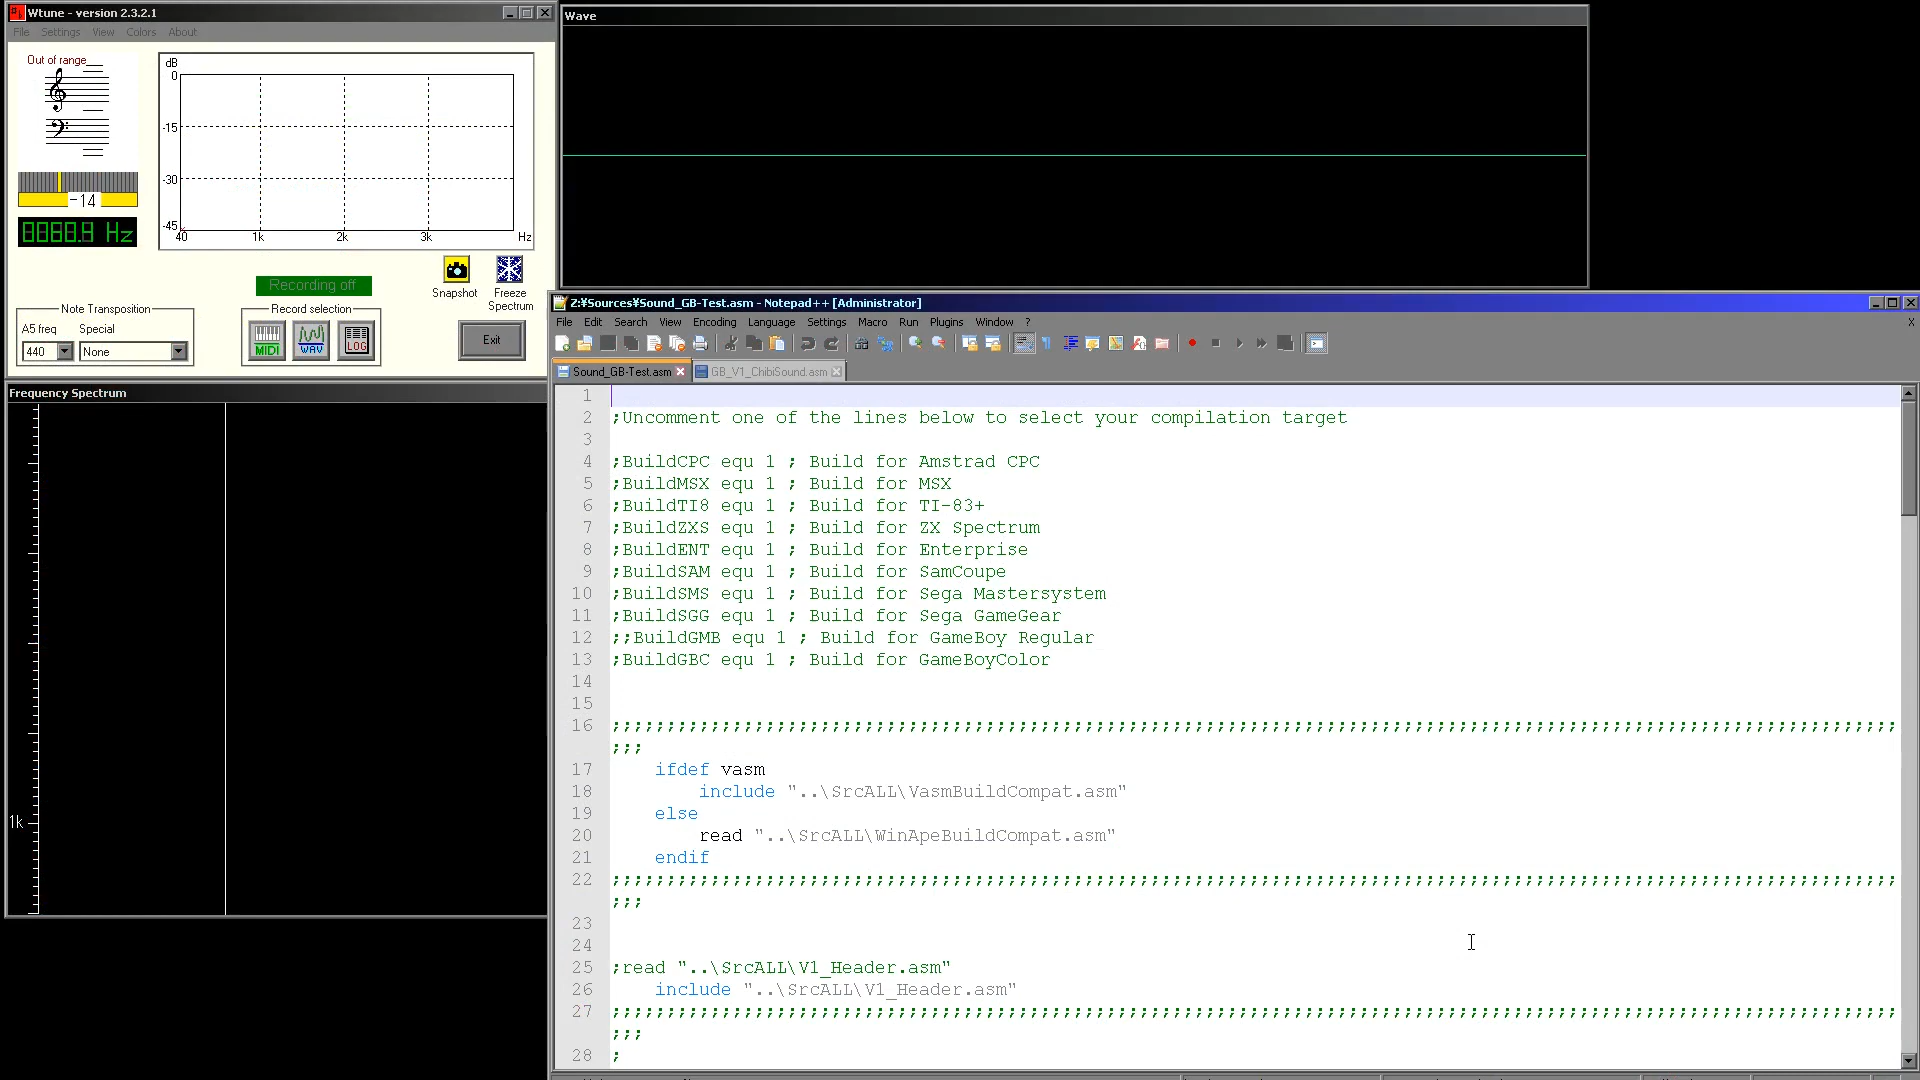 Wtune - version 2.3.2.1
File Settings View Colors About
Out of range
-14
0060.9 Hz
dB
0
-15
-30
-45
40 1k 2k 3k Hz
Recording off
Snapshot
Freeze
Spectrum
Note Transposition
A5 freq Special
440 None
Record selection
MIDI WAV LOG
Exit
Frequency Spectrum
1k
Wave
Z:¥Sources¥Sound_GB-Test.asm - Notepad++ [Administrator]
File Edit Search View Encoding Language Settings Macro Run Plugins Window ? X
Sound_GB-Test.asm GB_V1_ChibiSound.asm
1
2 ;Uncomment one of the lines below to select your compilation target
3
4 ;BuildCPC equ 1 ; Build for Amstrad CPC
5 ;BuildMSX equ 1 ; Build for MSX
6 ;BuildTI8 equ 1 ; Build for TI-83+
7 ;BuildZXS equ 1 ; Build for ZX Spectrum
8 ;BuildENT equ 1 ; Build for Enterprise
9 ;BuildSAM equ 1 ; Build for SamCoupe
10 ;BuildSMS equ 1 ; Build for Sega Mastersystem
11 ;BuildSGG equ 1 ; Build for Sega GameGear
12 ;;BuildGMB equ 1 ; Build for GameBoy Regular
13 ;BuildGBC equ 1 ; Build for GameBoyColor
14
15
16 ;;;;;;;;;;;;;;;;;;;;;;;;;;;;;;;;;;;;;;;;;;;;;;;;;;;;;;;;;;;;;;;;;;;;;;;;;;;;;;;;;;;;;;;;;;;;;;;;;;;;;;;;;;;;;;;;;;;;;
;;;
17 ifdef vasm
18 include "..\SrcALL\VasmBuildCompat.asm"
19 else
20 read "..\SrcALL\WinApeBuildCompat.asm"
21 endif
22 ;;;;;;;;;;;;;;;;;;;;;;;;;;;;;;;;;;;;;;;;;;;;;;;;;;;;;;;;;;;;;;;;;;;;;;;;;;;;;;;;;;;;;;;;;;;;;;;;;;;;;;;;;;;;;;;;;;;;;
;;;
23
24
25 ;read "..\SrcALL\V1_Header.asm"
26 include "..\SrcALL\V1_Header.asm"
27 ;;;;;;;;;;;;;;;;;;;;;;;;;;;;;;;;;;;;;;;;;;;;;;;;;;;;;;;;;;;;;;;;;;;;;;;;;;;;;;;;;;;;;;;;;;;;;;;;;;;;;;;;;;;;;;;;;;;;;
;;;
28 ;